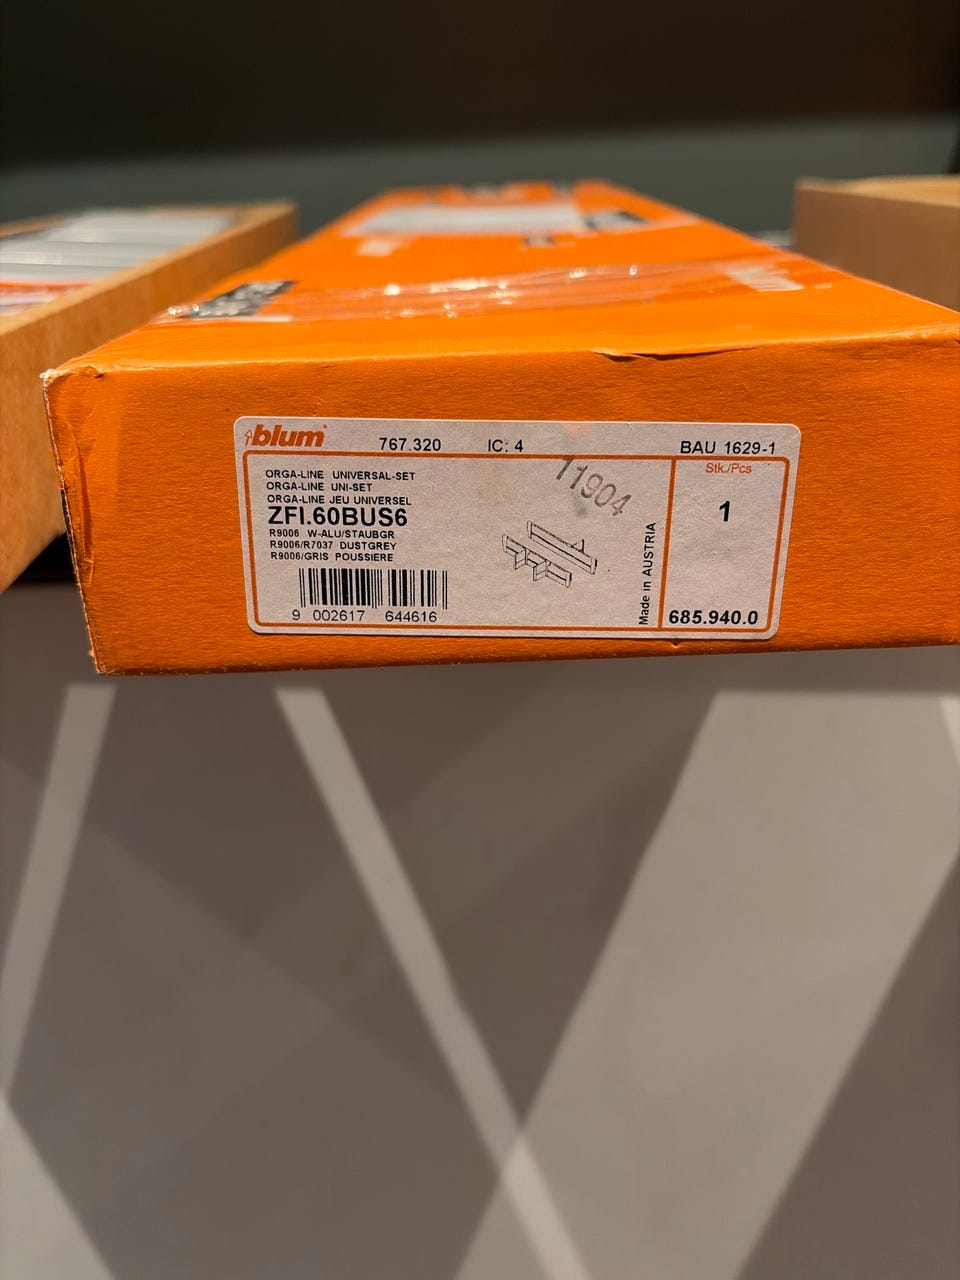 blum
767.320 IC: 4 BAU 1629-1
ORGA-LINE UNIVERSAL-SET
ORGA-LINE UNI-SET
ORGA-LINE JEU UNIVERSEL
ZFI.60BUS6
R9006 W-ALU/STAUBGR
R9006/R7037 DUSTGREY
R9006/GRIS POUSSIERE
9 002617 644616
11904
Made in AUSTRIA
Stk./Pcs
1
685.940.0
blum